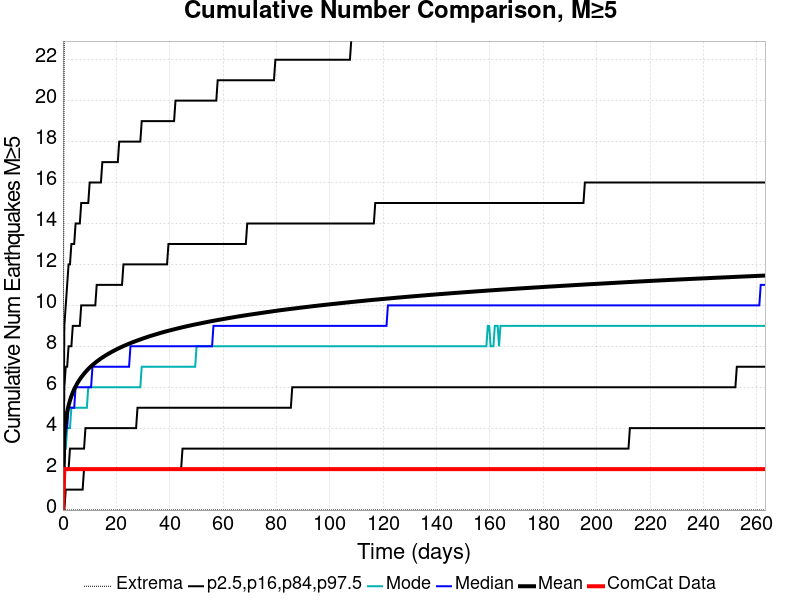 Cumulative Number Comparison, M≥5
Cumulative Num Earthquakes M≥5
22
20
18
16
14
12
10
8
6
4
2
0
0 20 40 60 80 100 120 140 160 180 200 220 240 260
Time (days)
Extrema p2.5,p16,p84,p97.5 Mode Median Mean ComCat Data